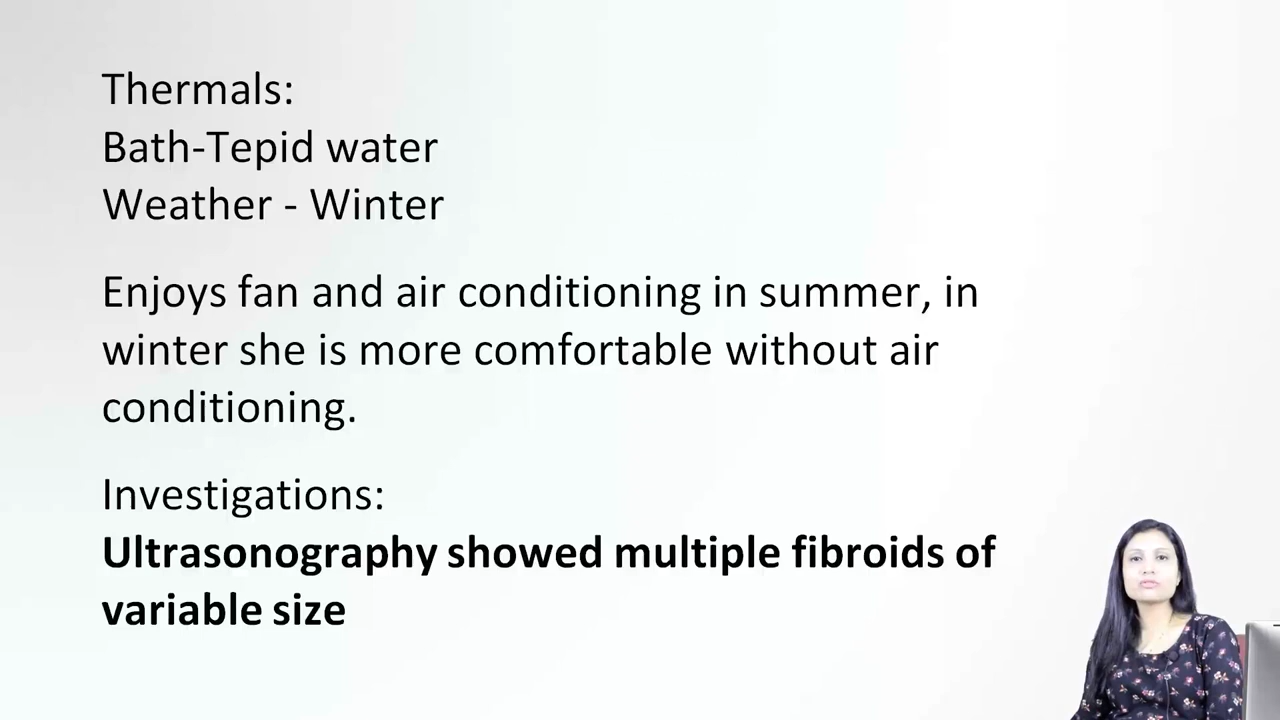 Thermals:
Bath-Tepid water
Weather - Winter
Enjoys fan and air conditioning in summer, in
winter she is more comfortable without air
conditioning.
Investigations:
Ultrasonography showed multiple fibroids of
variable size